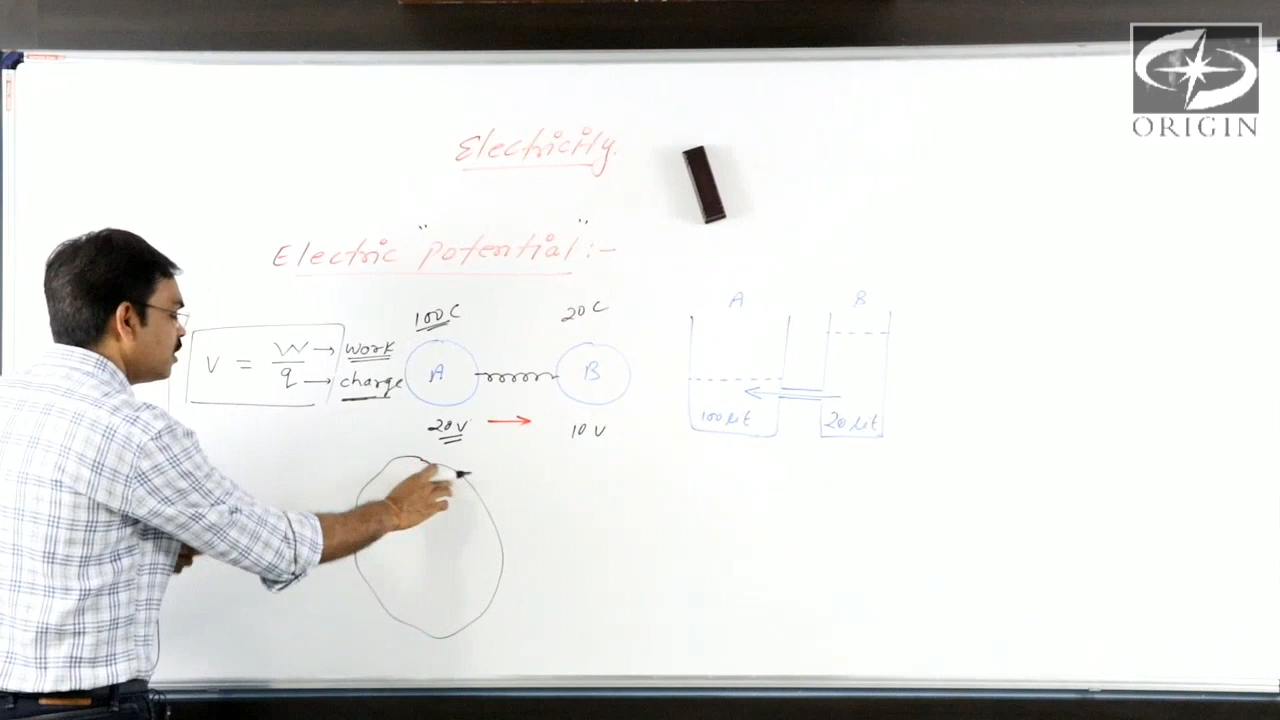 ORIGIN
Electricity.
Electric "potential" :-
100C
20C
V = W/q
→ work
→ charge
A
B
20V →
10V
A
B
100 Lit
20 Lit